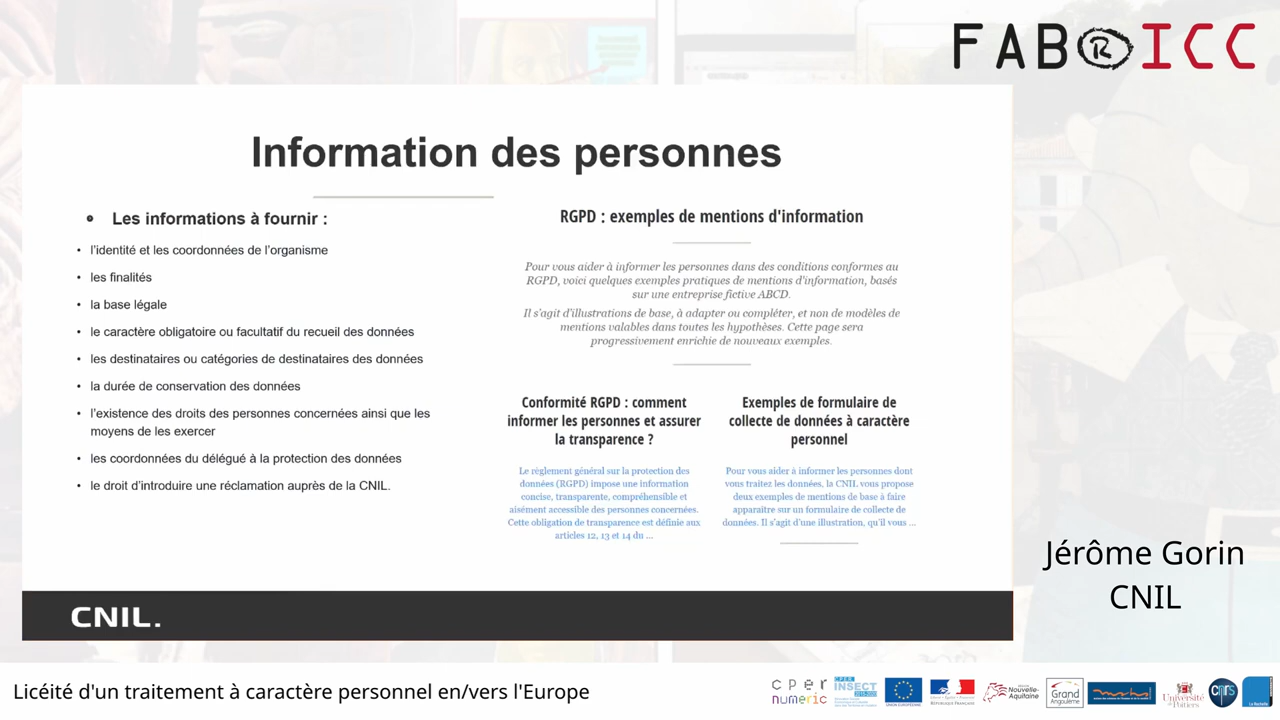 FAB®ICC
Information des personnes
• Les informations à fournir :
• l'identité et les coordonnées de l'organisme
• les finalités
• la base légale
• le caractère obligatoire ou facultatif du recueil des données
• les destinataires ou catégories de destinataires des données
• la durée de conservation des données
• l'existence des droits des personnes concernées ainsi que les
moyens de les exercer
• les coordonnées du délégué à la protection des données
• le droit d'introduire une réclamation auprès de la CNIL.
RGPD : exemples de mentions d'information
Pour vous aider à informer les personnes dans des conditions conformes au
RGPD, voici quelques exemples pratiques de mentions d'information, basés
sur une entreprise fictive ABCD.
Il s'agit d'illustrations de base, à adapter ou compléter, et non de modèles de
mentions valables dans toutes les hypothèses. Cette page sera
progressivement enrichie de nouveaux exemples.
Conformité RGPD : comment
informer les personnes et assurer
la transparence ?
Le règlement général sur la protection des
données (RGPD) impose une information
concise, transparente, compréhensible et
aisément accessible des personnes concernées.
Cette obligation de transparence est définie aux
articles 12, 13 et 14 du ...
Exemples de formulaire de
collecte de données à caractère
personnel
Pour vous aider à informer les personnes dont
vous traitez les données, la CNIL vous propose
deux exemples de mentions de base à faire
apparaître sur un formulaire de collecte de
données. Il s'agit d'une illustration, qu'il vous ...
CNIL.
Jérôme Gorin
CNIL
Licéité d'un traitement à caractère personnel en/vers l'Europe
cper
numeric
CPER
INSECT
UNION EUROPÉENNE
RÉPUBLIQUE FRANÇAISE
Nouvelle-
Aquitaine
Grand
Angoulême
Université
de Poitiers
cnrs
La Rochelle